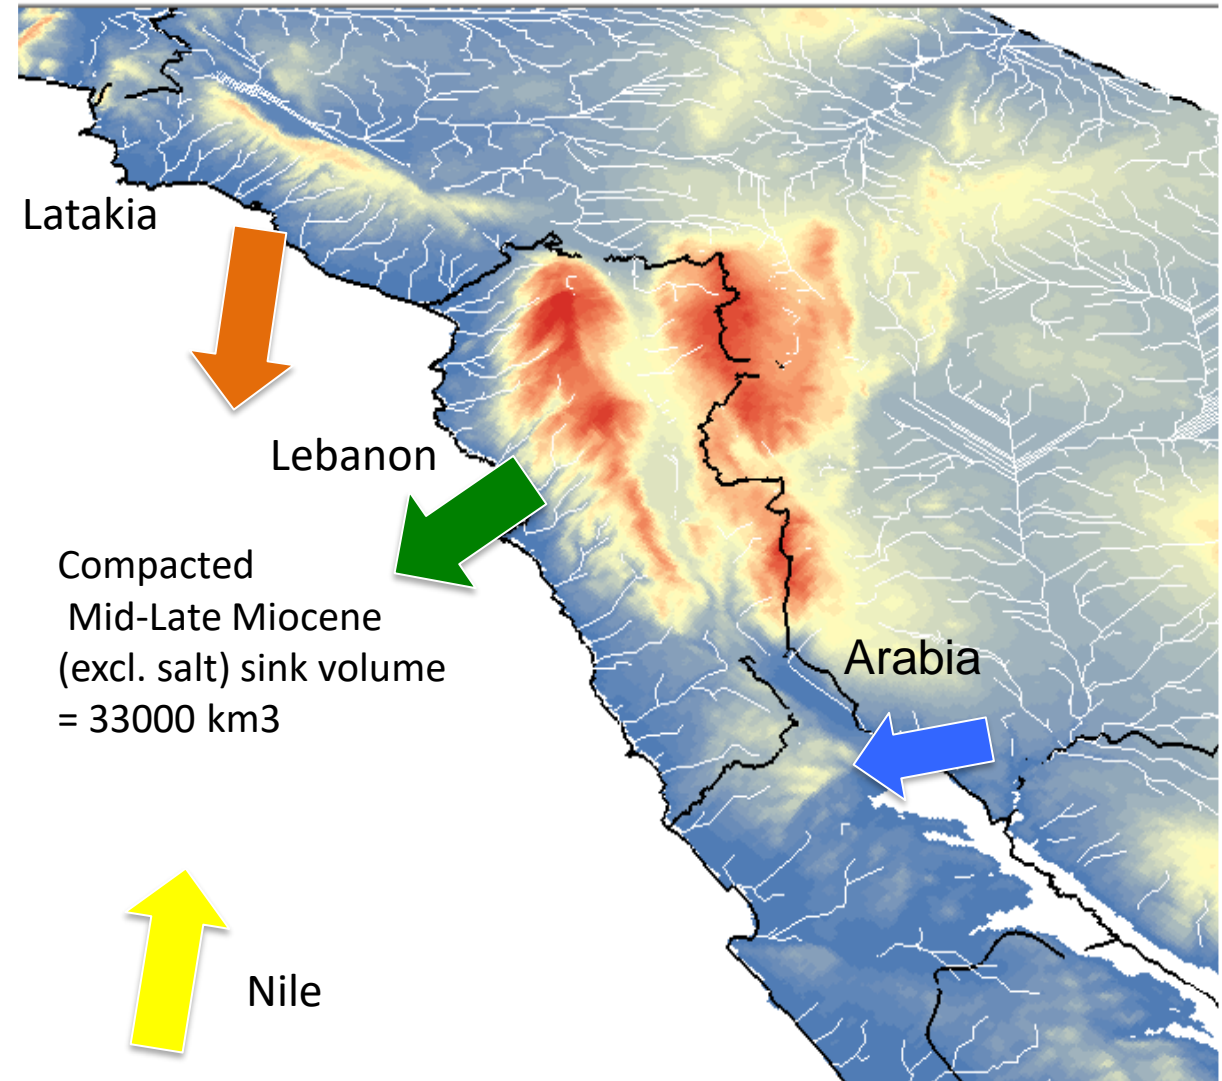 Latakia
Lebanon
Compacted
Mid-Late Miocene
(excl. salt) sink volume
= 33000 km3
Arabia
Nile